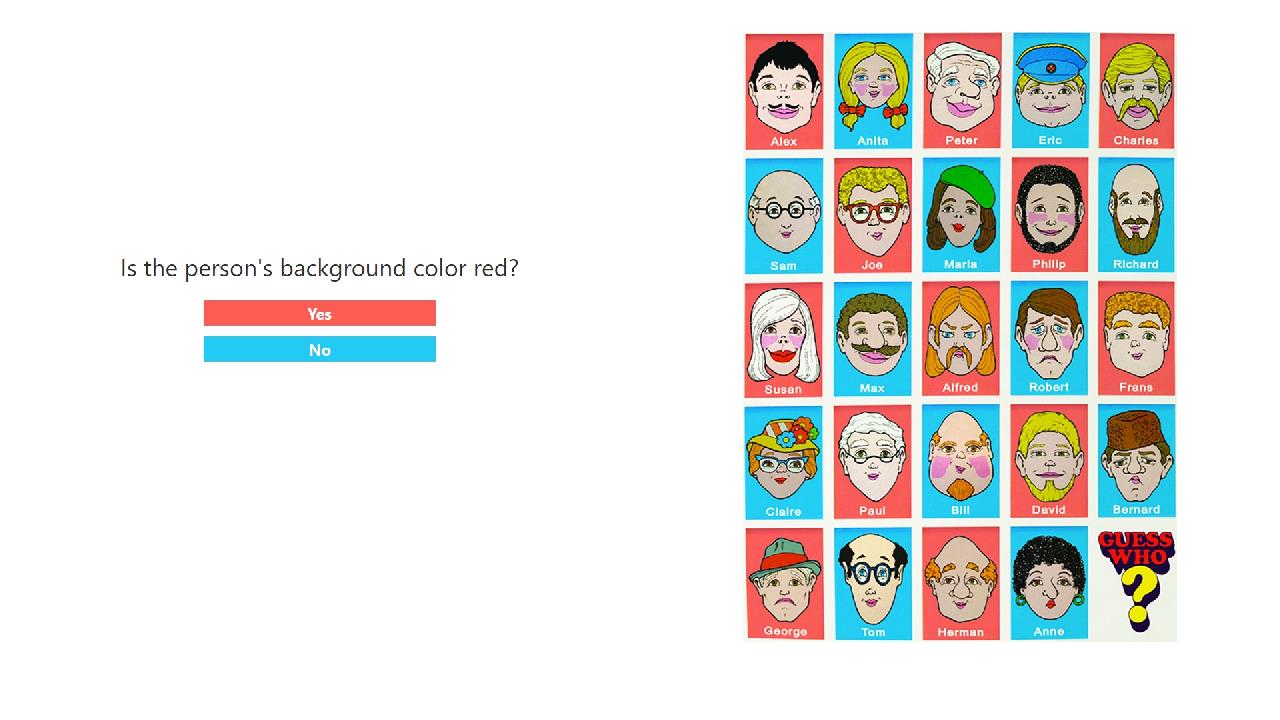 Is the person's background color red?
Yes
No
Alex Anita Peter Eric Charles
Sam Joe Maria Philip Richard
Susan Max Alfred Robert Frans
Claire Paul Bill David Bernard
GUESS
WHO
?
George Tom Herman Anne